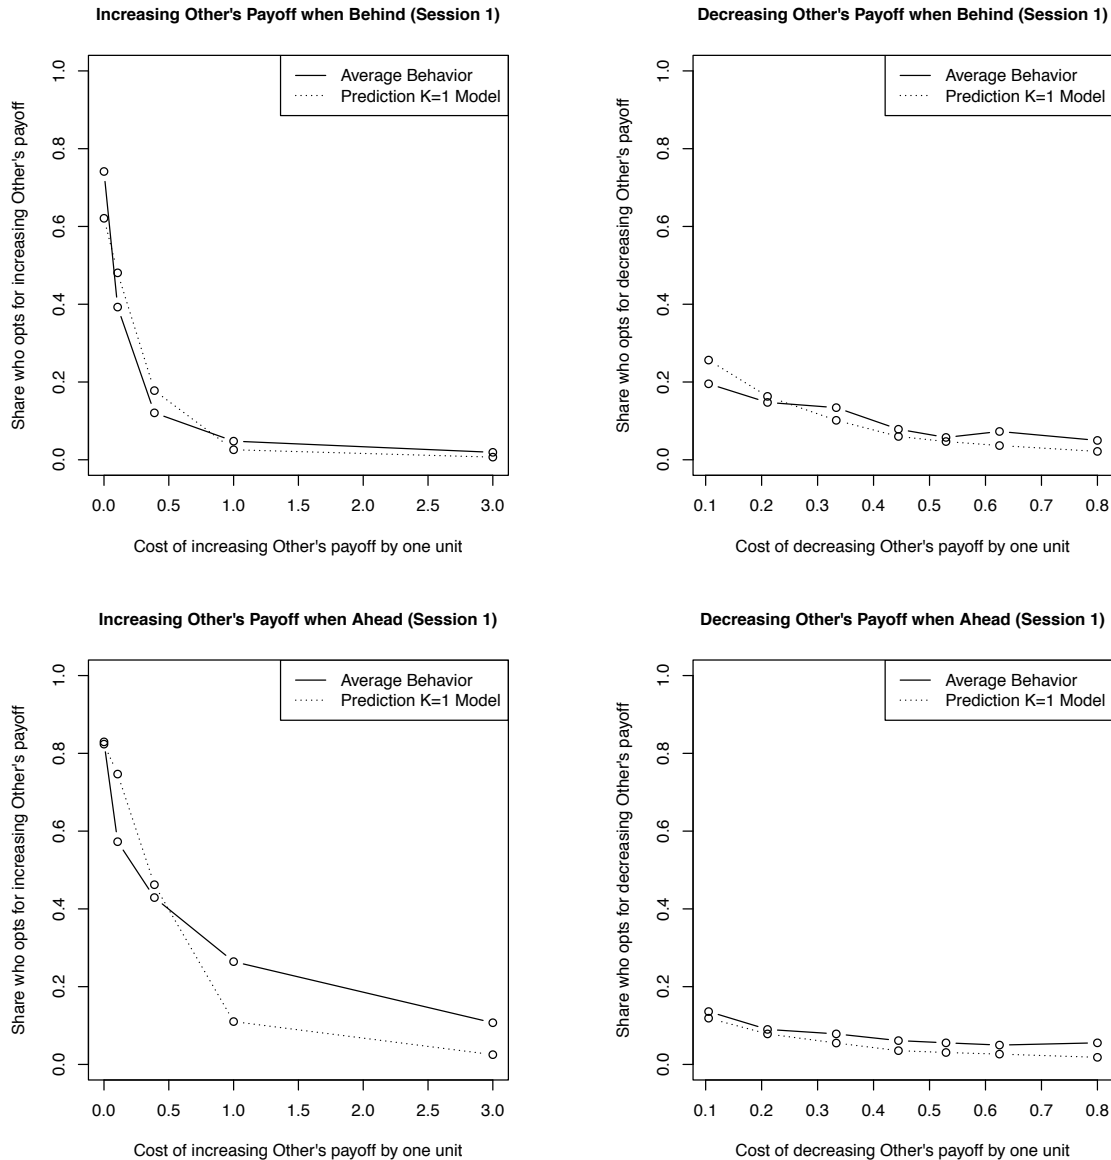 Increasing Other's Payoff when Behind (Session 1)
Share who opts for increasing Other's payoff
1.0
0.8
0.6
0.4
0.2
0.0
Average Behavior
Prediction K=1 Model
0.0 0.5 1.0 1.5 2.0 2.5 3.0
Cost of increasing Other's payoff by one unit
Decreasing Other's Payoff when Behind (Session 1)
Share who opts for decreasing Other's payoff
1.0
0.8
0.6
0.4
0.2
0.0
Average Behavior
Prediction K=1 Model
0.1 0.2 0.3 0.4 0.5 0.6 0.7 0.8
Cost of decreasing Other's payoff by one unit
Increasing Other's Payoff when Ahead (Session 1)
Share who opts for increasing Other's payoff
1.0
0.8
0.6
0.4
0.2
0.0
Average Behavior
Prediction K=1 Model
0.0 0.5 1.0 1.5 2.0 2.5 3.0
Cost of increasing Other's payoff by one unit
Decreasing Other's Payoff when Ahead (Session 1)
Share who opts for decreasing Other's payoff
1.0
0.8
0.6
0.4
0.2
0.0
Average Behavior
Prediction K=1 Model
0.1 0.2 0.3 0.4 0.5 0.6 0.7 0.8
Cost of decreasing Other's payoff by one unit